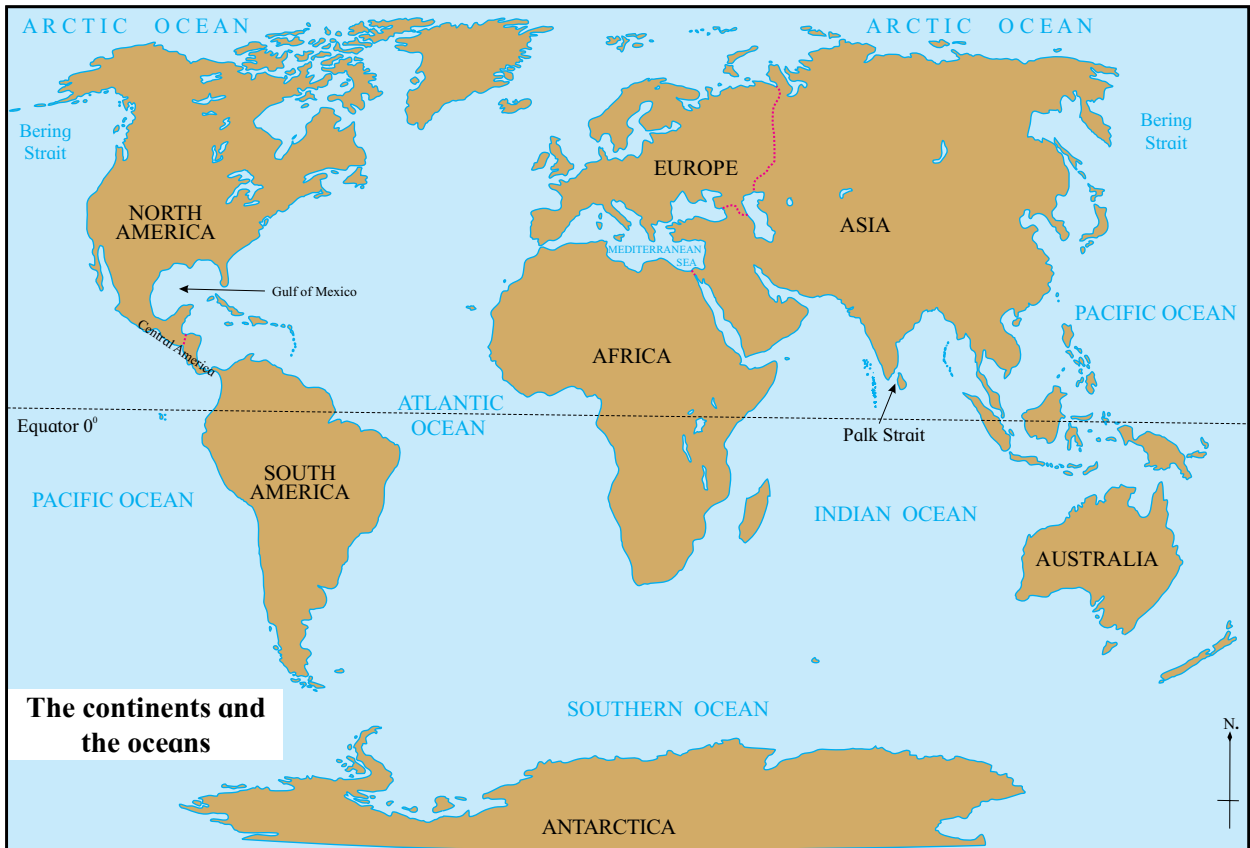 ARCTIC OCEAN
ARCTIC OCEAN
Bering
Strait
Bering
Strait
EUROPE
NORTH
AMERICA
ASIA
MEDITERRANEAN
SEA
Gulf of Mexico
PACIFIC OCEAN
Central America
AFRICA
ATLANTIC
OCEAN
Equator 0⁰
Palk Strait
SOUTH
AMERICA
PACIFIC OCEAN
INDIAN OCEAN
AUSTRALIA
The continents and
the oceans
SOUTHERN OCEAN
N.
ANTARCTICA